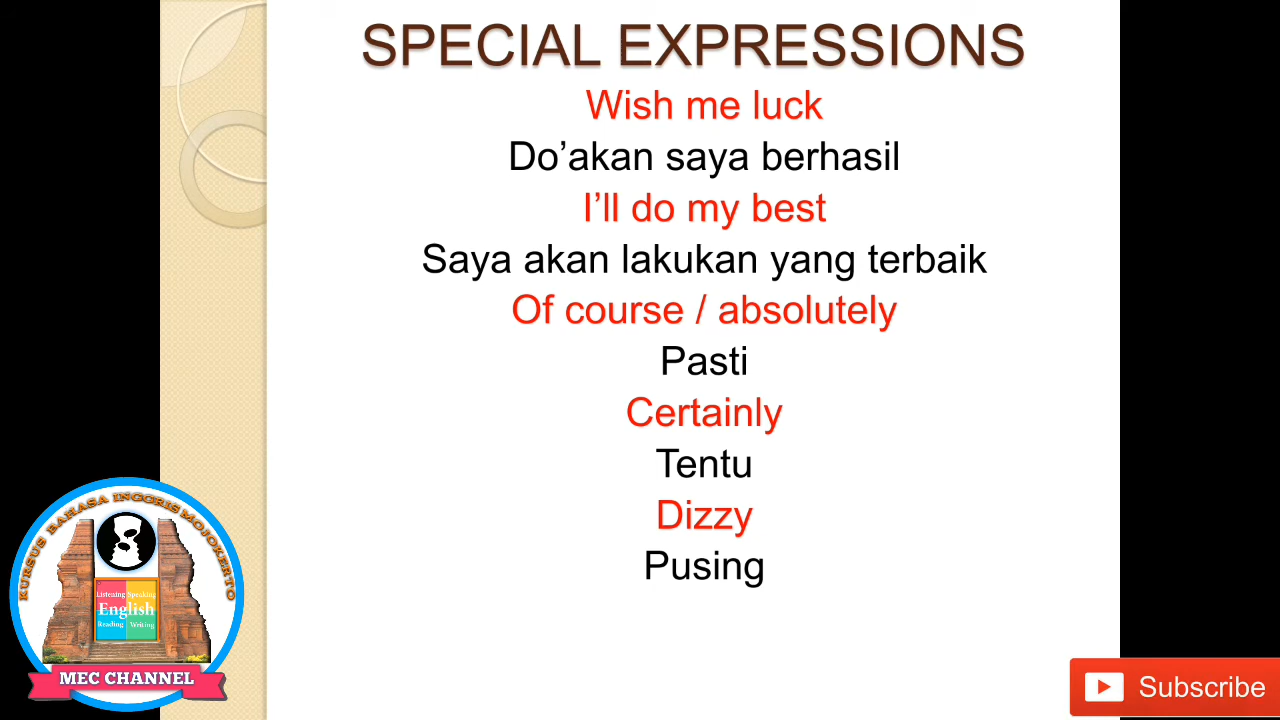 SPECIAL EXPRESSIONS
Wish me luck
Do’akan saya berhasil
I’ll do my best
Saya akan lakukan yang terbaik
Of course / absolutely
Pasti
Certainly
Tentu
Dizzy
Pusing
KURSUS BAHASA INGGRIS MOJOKERTO
Listening Speaking
English
Reading Writing
MEC CHANNEL
Subscribe